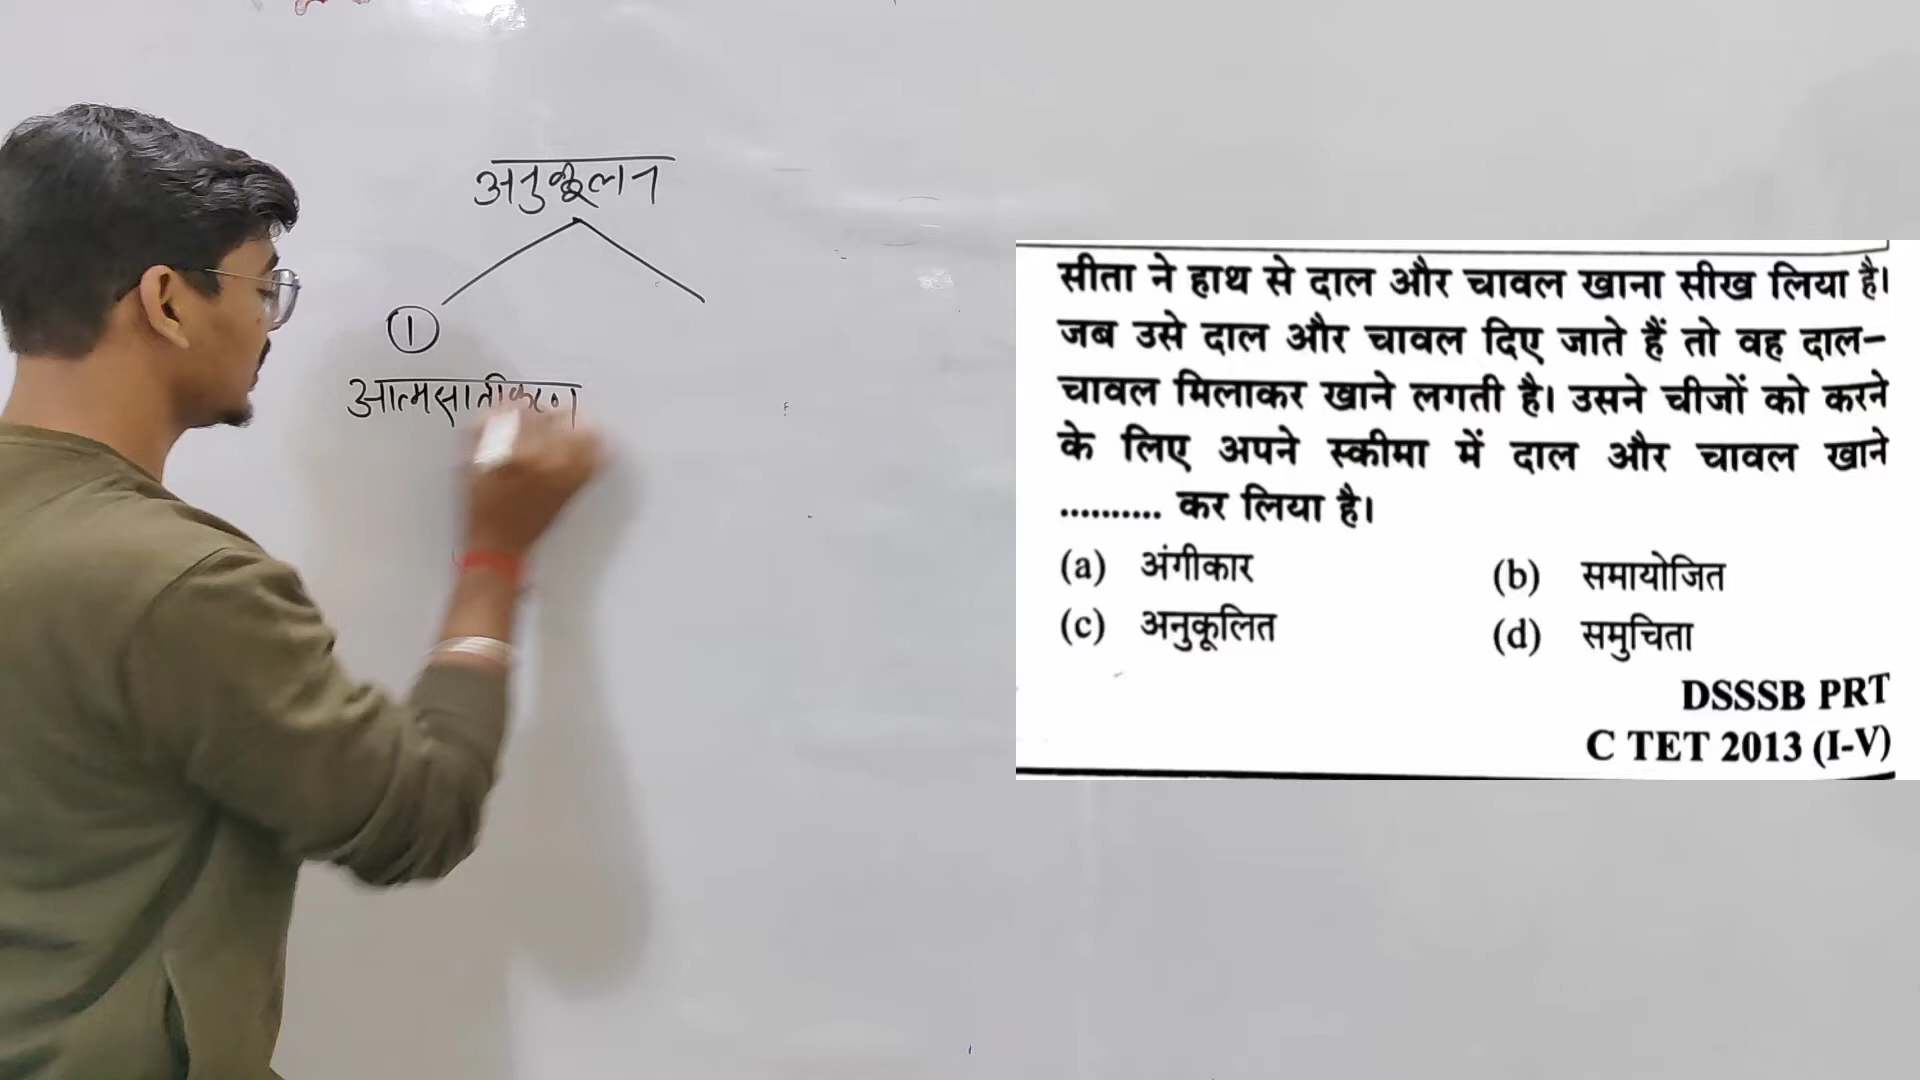 अनुकूलन
①
आत्मसातीकरण
सीता ने हाथ से दाल और चावल खाना सीख लिया है।
जब उसे दाल और चावल दिए जाते हैं तो वह दाल-
चावल मिलाकर खाने लगती है। उसने चीजों को करने
के लिए अपने स्कीमा में दाल और चावल खाने
.......... कर लिया है।
(a) अंगीकार (b) समायोजित
(c) अनुकूलित (d) समुचिता
DSSSB PRT
C TET 2013 (I-V)